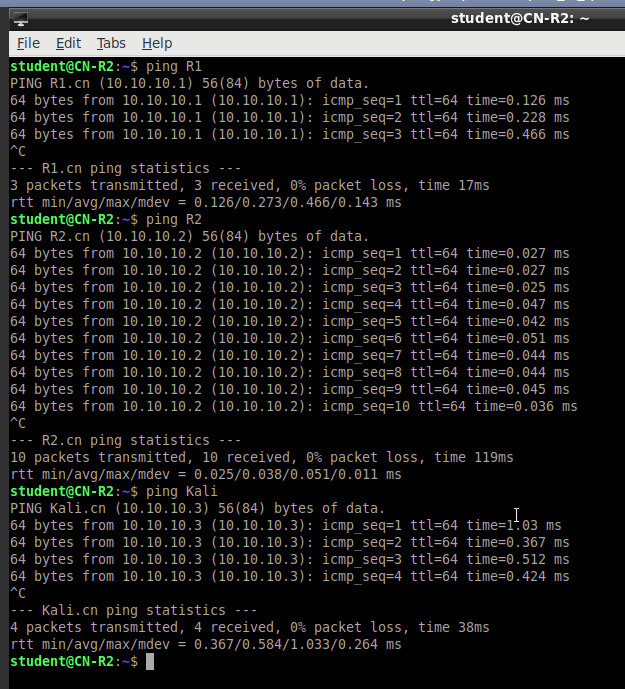 student@CN-R2: ~
File Edit Tabs Help
student@CN-R2:~$ ping R1
PING R1.cn (10.10.10.1) 56(84) bytes of data.
64 bytes from 10.10.10.1 (10.10.10.1): icmp_seq=1 ttl=64 time=0.126 ms
64 bytes from 10.10.10.1 (10.10.10.1): icmp_seq=2 ttl=64 time=0.228 ms
64 bytes from 10.10.10.1 (10.10.10.1): icmp_seq=3 ttl=64 time=0.466 ms
^C
--- R1.cn ping statistics ---
3 packets transmitted, 3 received, 0% packet loss, time 17ms
rtt min/avg/max/mdev = 0.126/0.273/0.466/0.143 ms
student@CN-R2:~$ ping R2
PING R2.cn (10.10.10.2) 56(84) bytes of data.
64 bytes from 10.10.10.2 (10.10.10.2): icmp_seq=1 ttl=64 time=0.027 ms
64 bytes from 10.10.10.2 (10.10.10.2): icmp_seq=2 ttl=64 time=0.027 ms
64 bytes from 10.10.10.2 (10.10.10.2): icmp_seq=3 ttl=64 time=0.025 ms
64 bytes from 10.10.10.2 (10.10.10.2): icmp_seq=4 ttl=64 time=0.047 ms
64 bytes from 10.10.10.2 (10.10.10.2): icmp_seq=5 ttl=64 time=0.042 ms
64 bytes from 10.10.10.2 (10.10.10.2): icmp_seq=6 ttl=64 time=0.051 ms
64 bytes from 10.10.10.2 (10.10.10.2): icmp_seq=7 ttl=64 time=0.044 ms
64 bytes from 10.10.10.2 (10.10.10.2): icmp_seq=8 ttl=64 time=0.044 ms
64 bytes from 10.10.10.2 (10.10.10.2): icmp_seq=9 ttl=64 time=0.045 ms
64 bytes from 10.10.10.2 (10.10.10.2): icmp_seq=10 ttl=64 time=0.036 ms
^C
--- R2.cn ping statistics ---
10 packets transmitted, 10 received, 0% packet loss, time 119ms
rtt min/avg/max/mdev = 0.025/0.038/0.051/0.011 ms
student@CN-R2:~$ ping Kali
PING Kali.cn (10.10.10.3) 56(84) bytes of data.
64 bytes from 10.10.10.3 (10.10.10.3): icmp_seq=1 ttl=64 time=1.03 ms
64 bytes from 10.10.10.3 (10.10.10.3): icmp_seq=2 ttl=64 time=0.367 ms
64 bytes from 10.10.10.3 (10.10.10.3): icmp_seq=3 ttl=64 time=0.512 ms
64 bytes from 10.10.10.3 (10.10.10.3): icmp_seq=4 ttl=64 time=0.424 ms
^C
--- Kali.cn ping statistics ---
4 packets transmitted, 4 received, 0% packet loss, time 38ms
rtt min/avg/max/mdev = 0.367/0.584/1.033/0.264 ms
student@CN-R2:~$